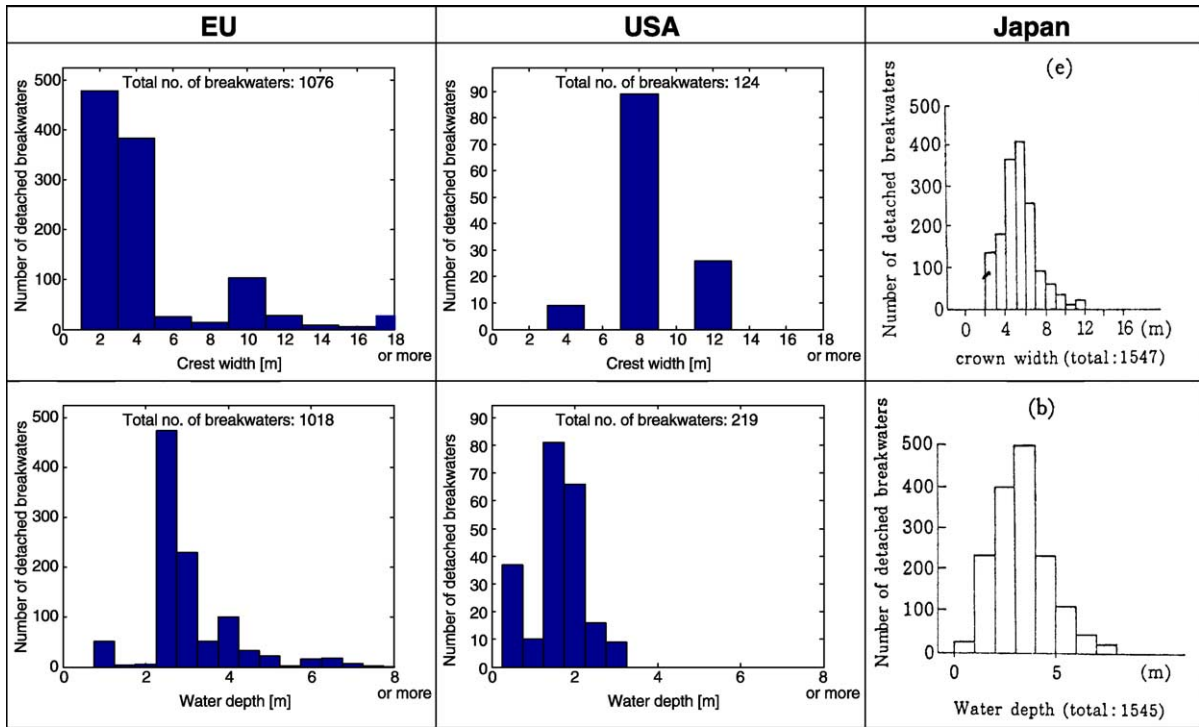 EU
USA
Japan
Total no. of breakwaters: 1076
Number of detached breakwaters
500
400
300
200
100
0
0 2 4 6 8 10 12 14 16 18
or more
Crest width [m]
Total no. of breakwaters: 124
Number of detached breakwaters
90
80
70
60
50
40
30
20
10
0
0 2 4 6 8 10 12 14 16 18
or more
Crest width [m]
(e)
Number of detached breakwaters
500
400
300
200
100
0
0 4 8 12 16 (m)
crown width (total:1547)
Total no. of breakwaters: 1018
Number of detached breakwaters
500
400
300
200
100
0
0 2 4 6 8
or more
Water depth [m]
Total no. of breakwaters: 219
Number of detached breakwaters
90
80
70
60
50
40
30
20
10
0
0 2 4 6 8
or more
Water depth [m]
(b)
Number of detached breakwaters
500
400
300
200
100
0
0 5 (m)
Water depth (total:1545)